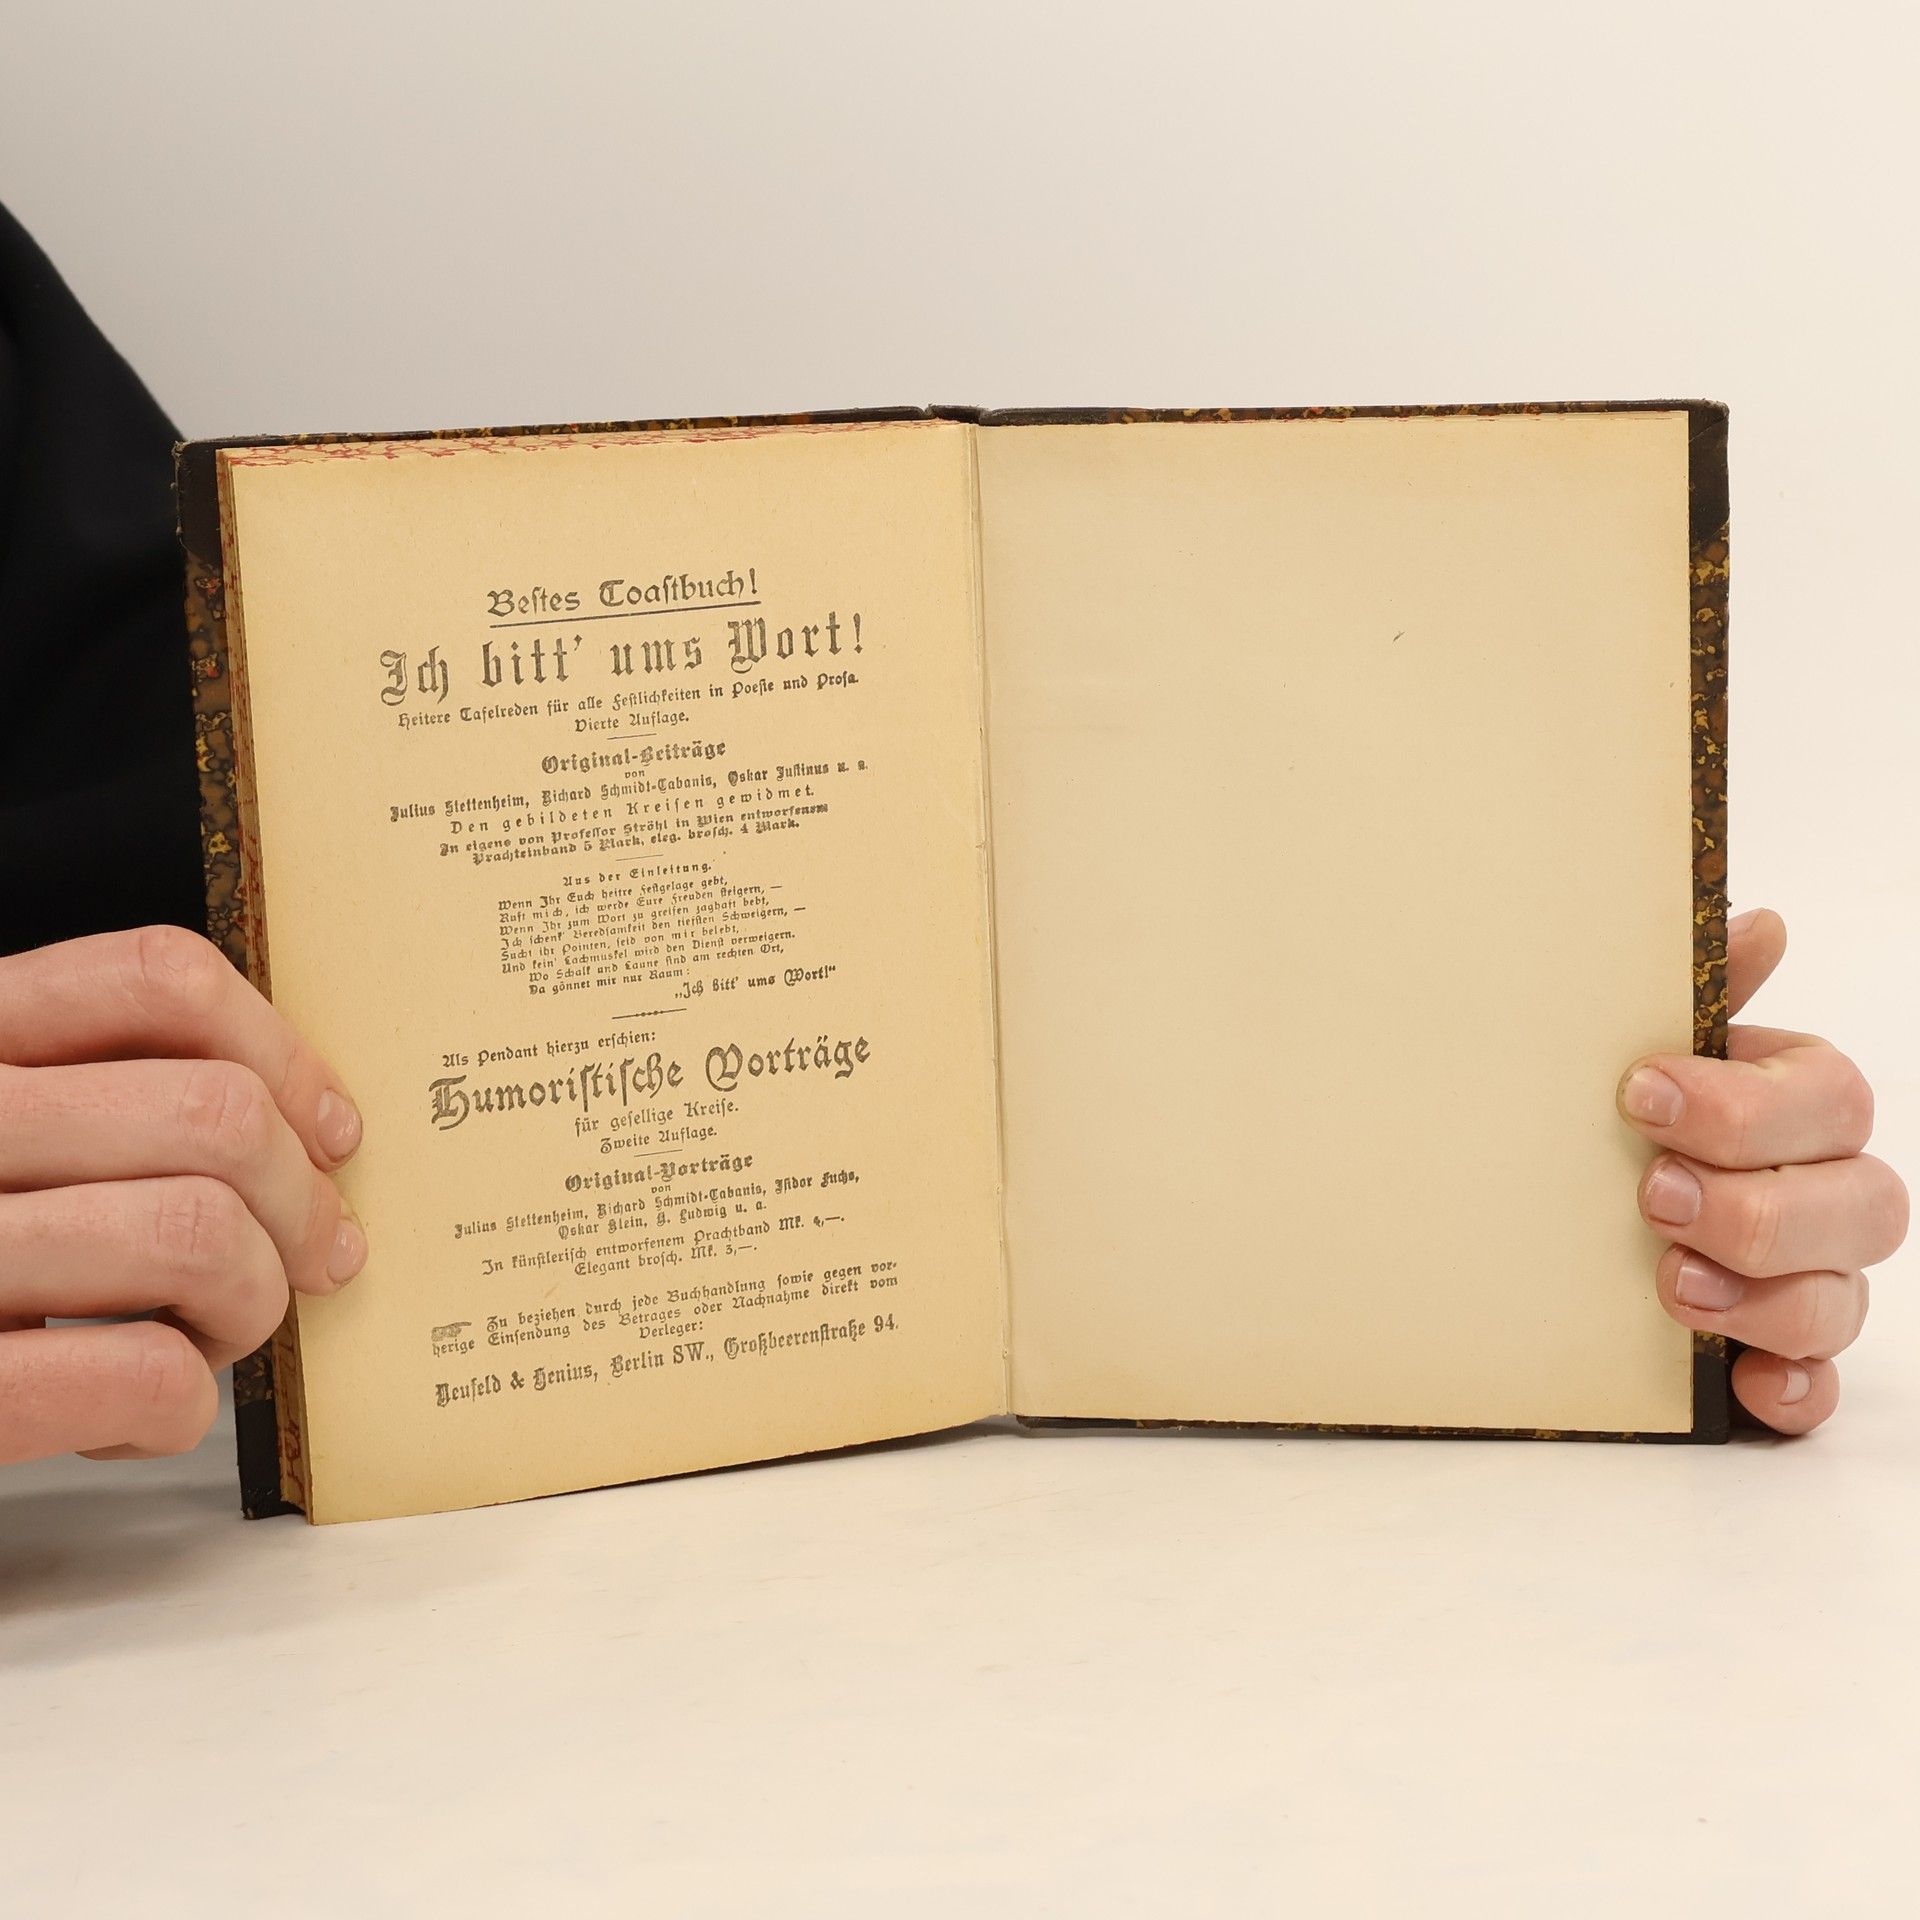 Beſtes Toaſtbuch!
Ich bitt' ums Wort!
Heitere Tafelreden für alle Feſtlichkeiten in Poeſie und Proſa.
Vierte Auflage.
Original-Beiträge
von
Julius Stettenheim, Richard Schmidt-Cabanis, Oskar Juſtinus u. a.
Den gebildeten Kreiſen gewidmet.
In eigens von Profeſſor Ströhl in Wien entworfenem
Prachteinband 5 Mark, eleg. broſch. 4 Mark.
Aus der Einleitung.
Wenn Ihr Euch heitre Feſtgelage gebt,
Ruft mich, ich werde Eure Freuden ſteigern, —
Wenn Ihr zum Wort zu greifen zaghaft bebt,
Ich ſchenk' Beredſamkeit den tiefſten Schweigern, —
Sucht ihr Pointen, ſeid von mir belebt,
Und kein' Lachmuskel wird den Dienſt verweigern.
Wo Schalk und Laune ſind am rechten Ort,
Da gönnet mir nur Raum:
„Ich bitt' ums Wort!“
Als Pendant hierzu erſchien:
Humoriſtiſche Vorträge
für geſellige Kreiſe.
Zweite Auflage.
Original-Vorträge
von
Julius Stettenheim, Richard Schmidt-Cabanis, Iſidor Fuchs,
Oskar Klein, H. Ludwig u. a.
In künſtleriſch entworfenem Prachtband Mk. 4,—.
Elegant broſch. Mk. 3,—.
Zu beziehen durch jede Buchhandlung ſowie gegen vor-
herige Einſendung des Betrages oder Nachnahme direkt vom
Verleger:
Neufeld & Henius, Berlin SW., Großbeerenſtraße 94.